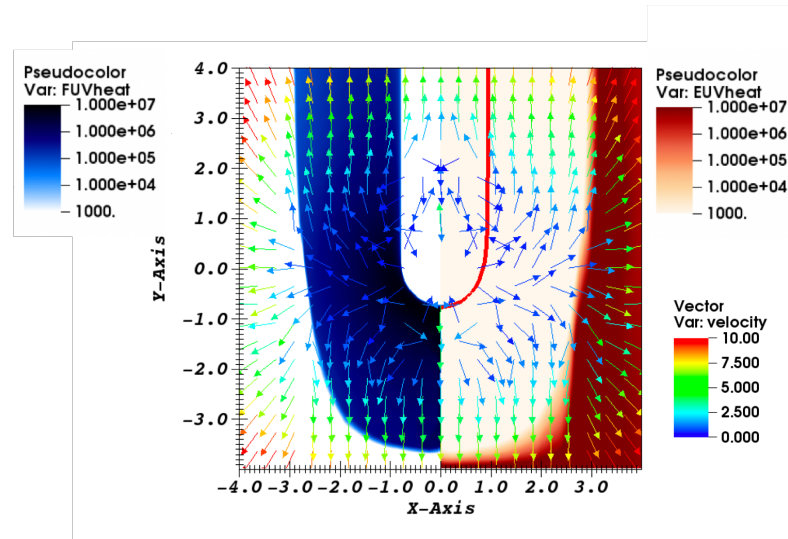 Pseudocolor
Var: FUVheat
1.000e+07
1.000e+06
1.000e+05
1.000e+04
1000.
4.0
3.0
2.0
1.0
0.0
-1.0
-2.0
-3.0
Y-Axis
-4.0 -3.0 -2.0 -1.0 0.0 1.0 2.0 3.0
X-Axis
Pseudocolor
Var: EUVheat
1.000e+07
1.000e+06
1.000e+05
1.000e+04
1000.
Vector
Var: velocity
10.00
7.500
5.000
2.500
0.000